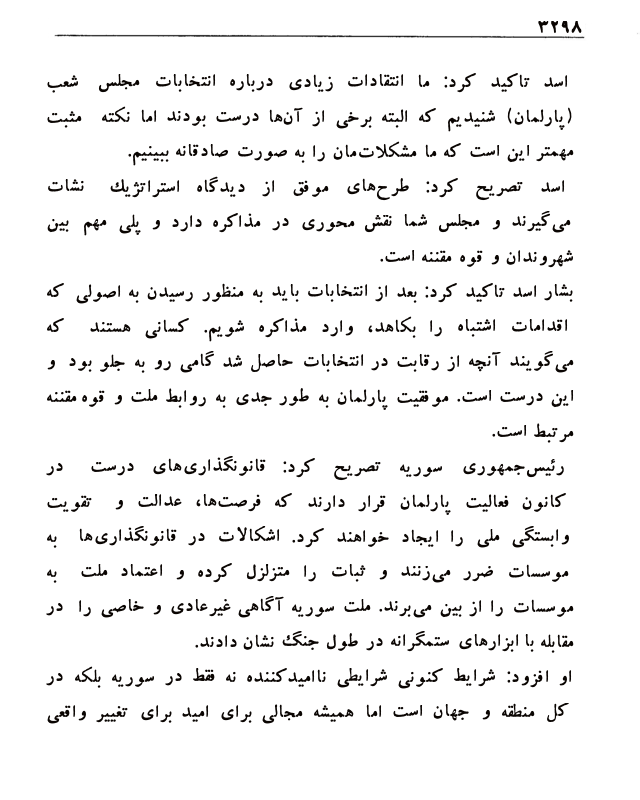 ۳۲۹۸
اسد تاکید کرد: ما انتقادات زیادی درباره انتخابات مجلس شعب
(پارلمان) شنیدیم که البته برخی از آن‌ها درست بودند اما نکته مثبت
مهمتر این است که ما مشکلات‌مان را به صورت صادقانه ببینیم.
اسد تصریح کرد: طرح‌های موفق از دیدگاه استراتژیك نشات
می‌گیرند و مجلس شما نقش محوری در مذاکره دارد و پلی مهم بین
شهروندان و قوه مقننه است.
بشار اسد تاکید کرد: بعد از انتخابات باید به منظور رسیدن به اصولی که
اقدامات اشتباه را بکاهد، وارد مذاکره شویم. کسانی هستند که
می‌گویند آنچه از رقابت در انتخابات حاصل شد گامی رو به جلو بود و
این درست است. موفقیت پارلمان به طور جدی به روابط ملت و قوه مقننه
مرتبط است.
رئیس‌جمهوری سوریه تصریح کرد: قانونگذاری‌های درست در
کانون فعالیت پارلمان قرار دارند که فرصت‌ها، عدالت و تقویت
وابستگی ملی را ایجاد خواهند کرد. اشکالات در قانونگذاری‌ها به
موسسات ضرر می‌زنند و ثبات را متزلزل کرده و اعتماد ملت به
موسسات را از بین می‌برند. ملت سوریه آگاهی غیرعادی و خاصی را در
مقابله با ابزارهای ستمگرانه در طول جنگ نشان دادند.
او افزود: شرایط کنونی شرایطی ناامیدکننده نه فقط در سوریه بلکه در
کل منطقه و جهان است اما همیشه مجالی برای امید برای تغییر واقعی